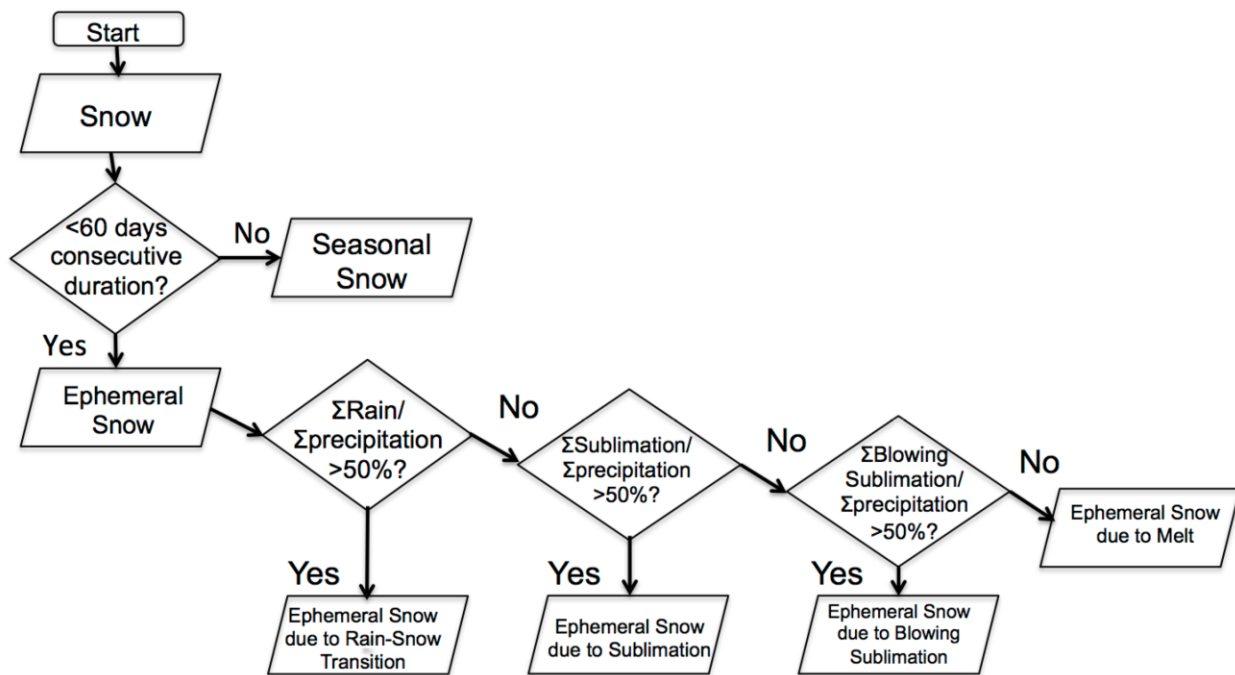 Start
Snow
<60 days
consecutive
duration?
No
Seasonal
Snow
Yes
Ephemeral
Snow
ΣRain/
Σprecipitation
>50%?
No
ΣSublimation/
Σprecipitation
>50%?
No
ΣBlowing
Sublimation/
Σprecipitation
>50%?
No
Ephemeral Snow
due to Melt
Yes
Ephemeral Snow
due to Rain-Snow
Transition
Yes
Ephemeral Snow
due to Sublimation
Yes
Ephemeral Snow
due to Blowing
Sublimation